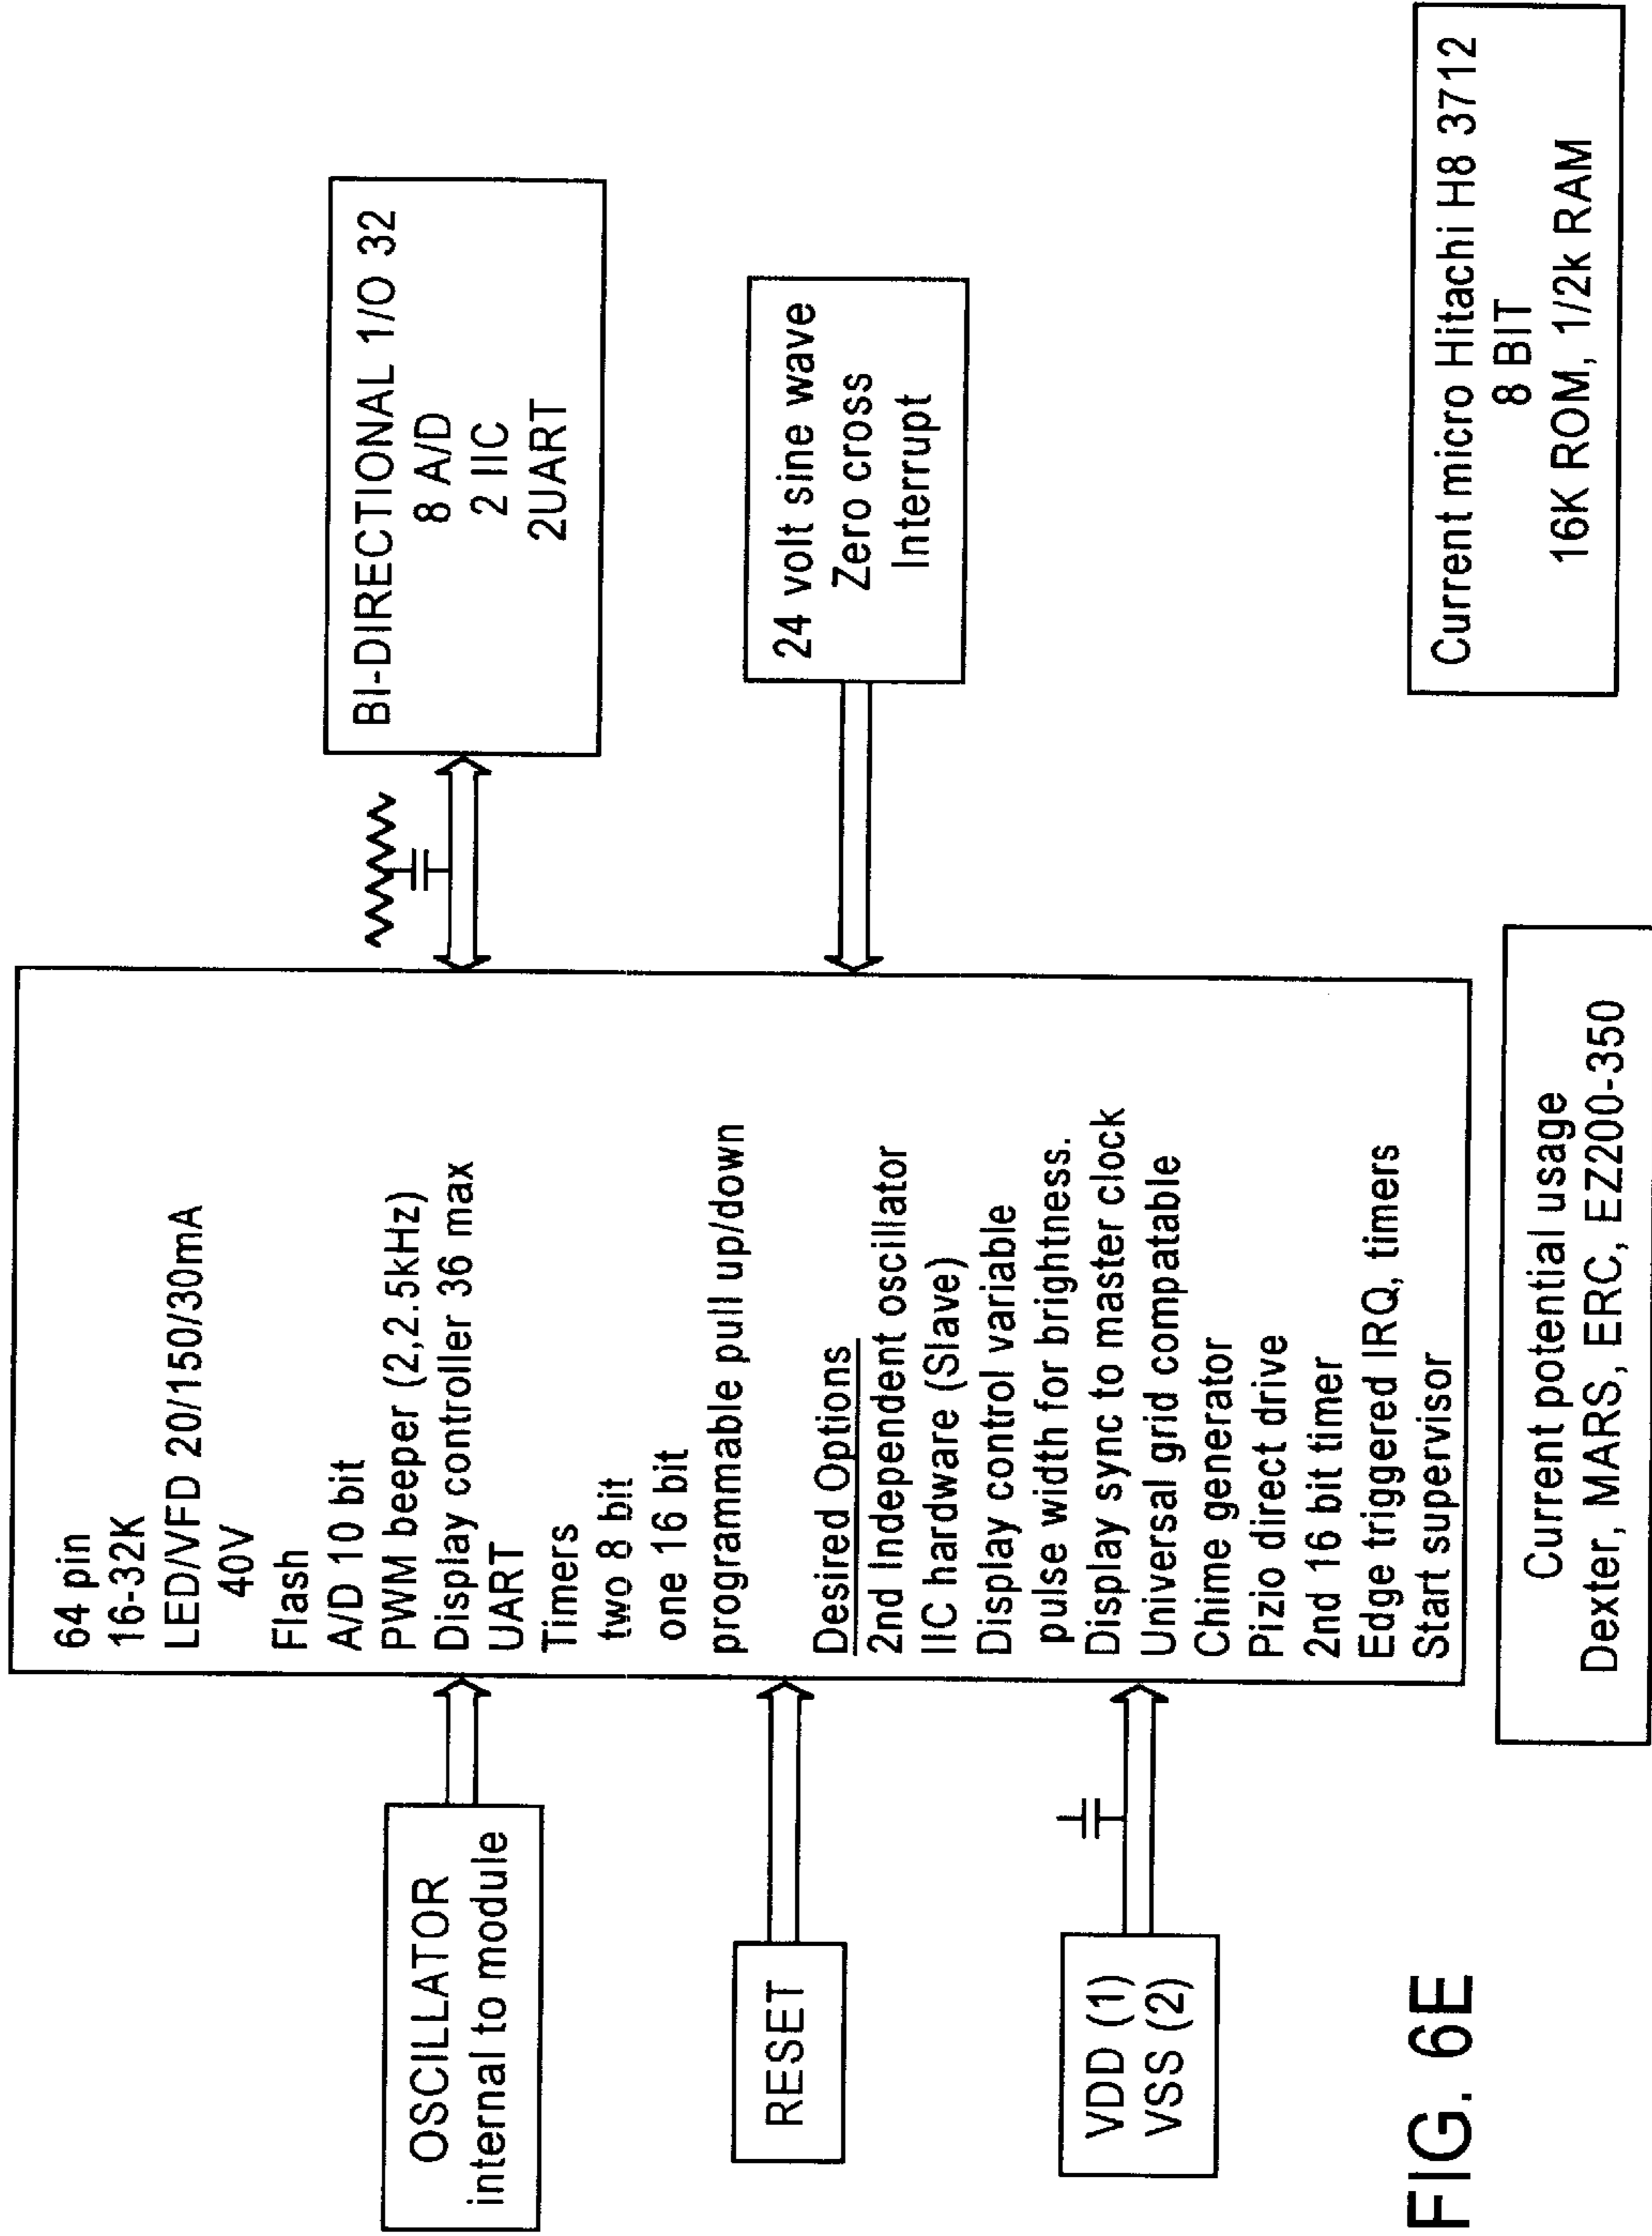 OSCILLATOR
internal to module
RESET
VDD (1)
VSS (2)
64 pin
16-32K
LED/VFD 20/150/30mA
40V
Flash
A/D 10 bit
PWM beeper (2,2.5kHz)
Display controller 36 max
UART
Timers
two 8 bit
one 16 bit
programmable pull up/down
Desired Options
2nd Independent oscillator
IIC hardware (Slave)
Display control variable
pulse width for brightness.
Display sync to master clock
Universal grid compatable
Chime generator
Pizio direct drive
2nd 16 bit timer
Edge triggered IRQ, timers
Start supervisor
BI-DIRECTIONAL 1/O 32
8 A/D
2 IIC
2UART
24 volt sine wave
Zero cross
Interrupt
Current potential usage
Dexter, MARS, ERC, EZ200-350
Current micro Hitachi H8 3712
8 BIT
16K ROM, 1/2k RAM
FIG. 6E